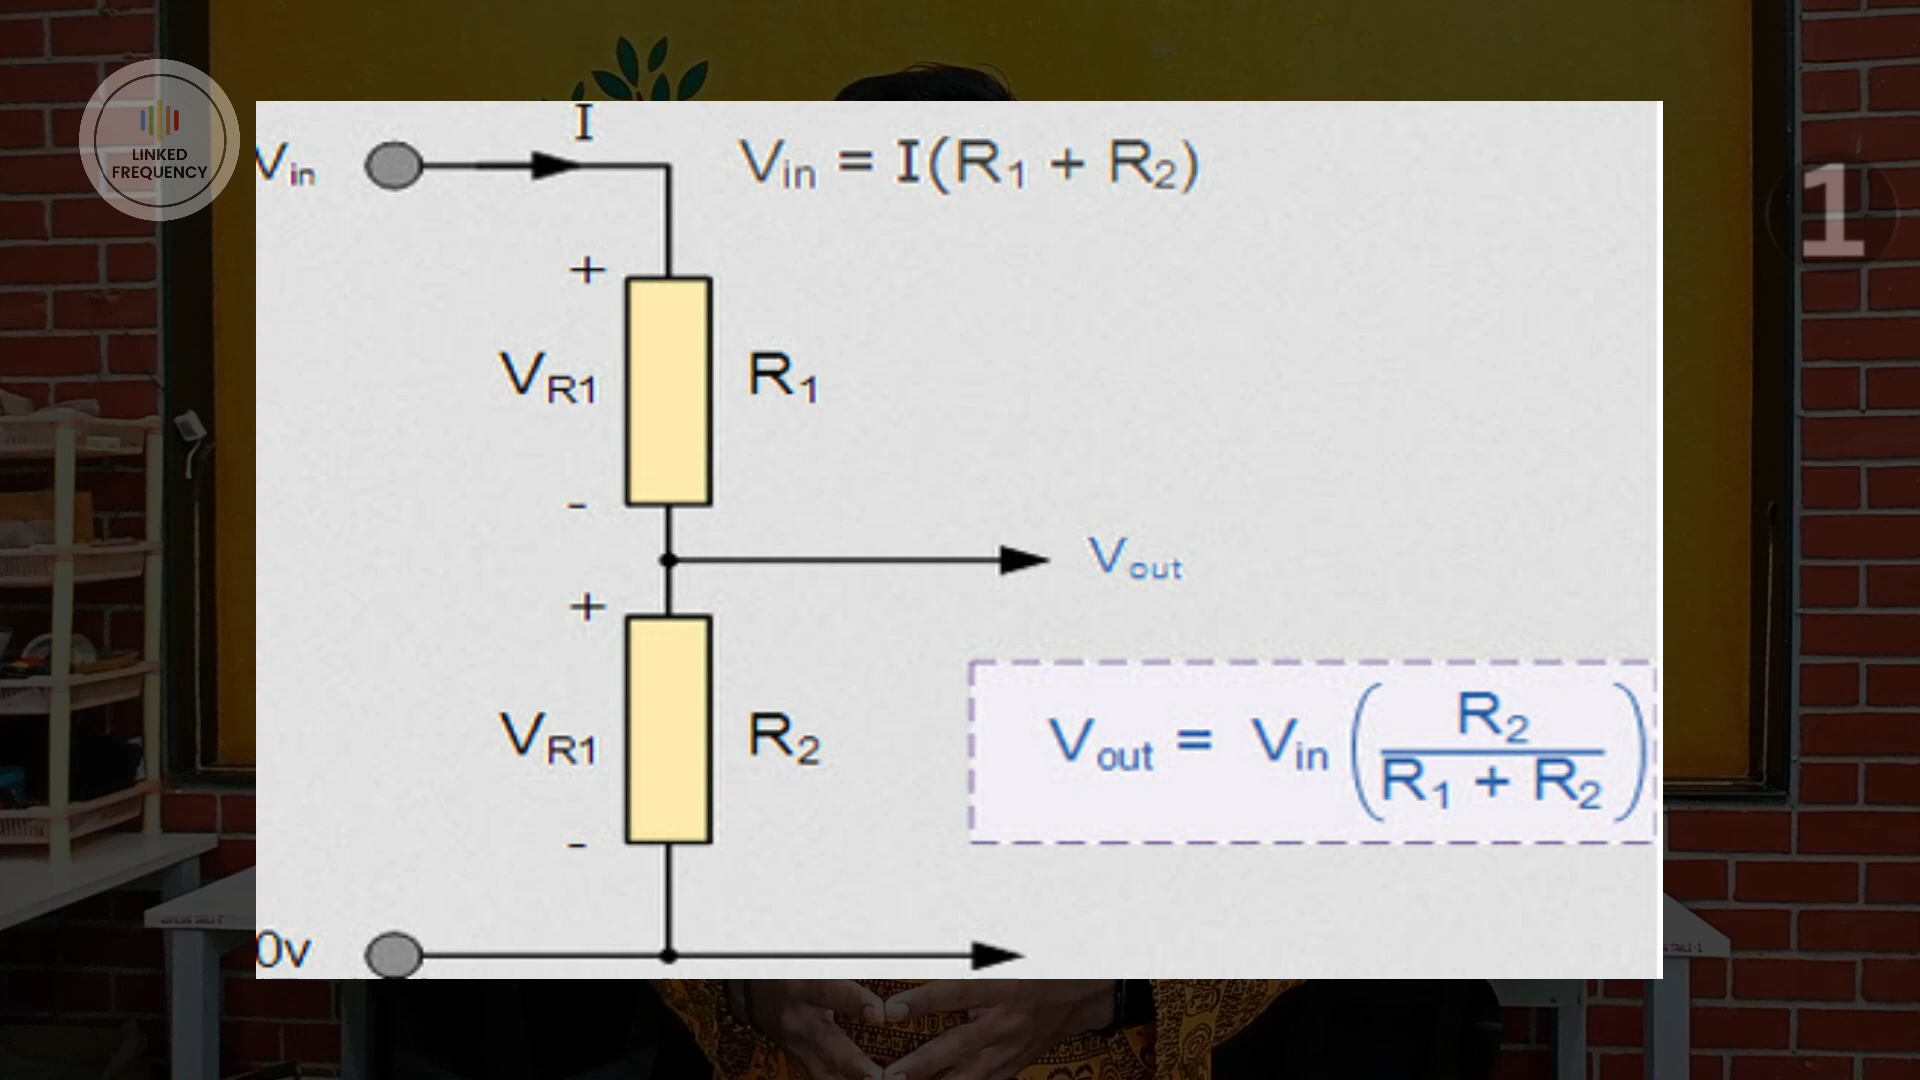 LINKED
FREQUENCY
I
Vin
Vin = I(R1 + R2)
1
+
VR1
R1
-
Vout
+
VR1
R2
Vout = Vin (R2 / R1 + R2)
-
0v